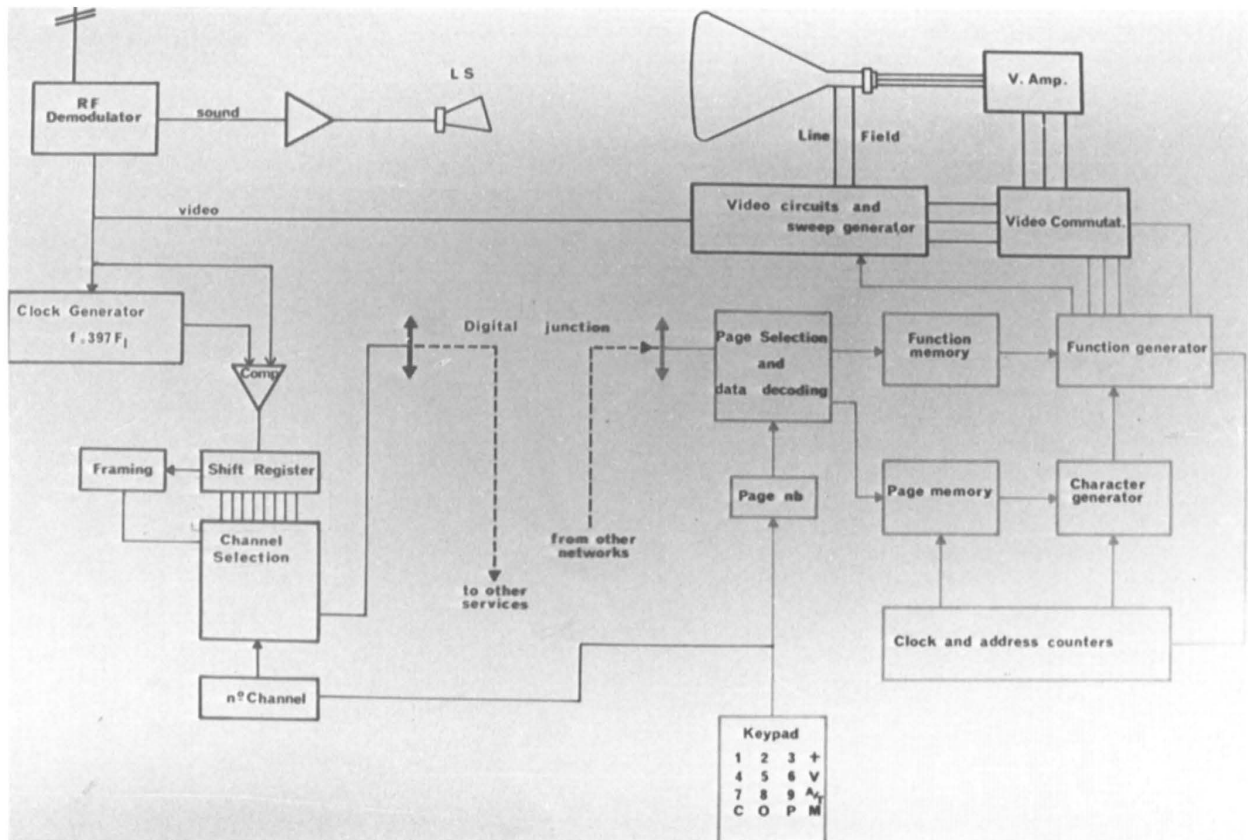 RF
Demodulator
sound
L S
V. Amp.
Line Field
video
Video circuits and
sweep generator
Video Commutat.
Clock Generator
f.397F₁
Comp
Digital junction
Page Selection
and
data decoding
Function
memory
Function generator
Framing
Shift Register
Channel
Selection
Page nb
Page memory
Character
generator
from other
networks
to other
services
Clock and address counters
nº Channel
Keypad
1 2 3 +
4 5 6 V
7 8 9 A/T
C O P M